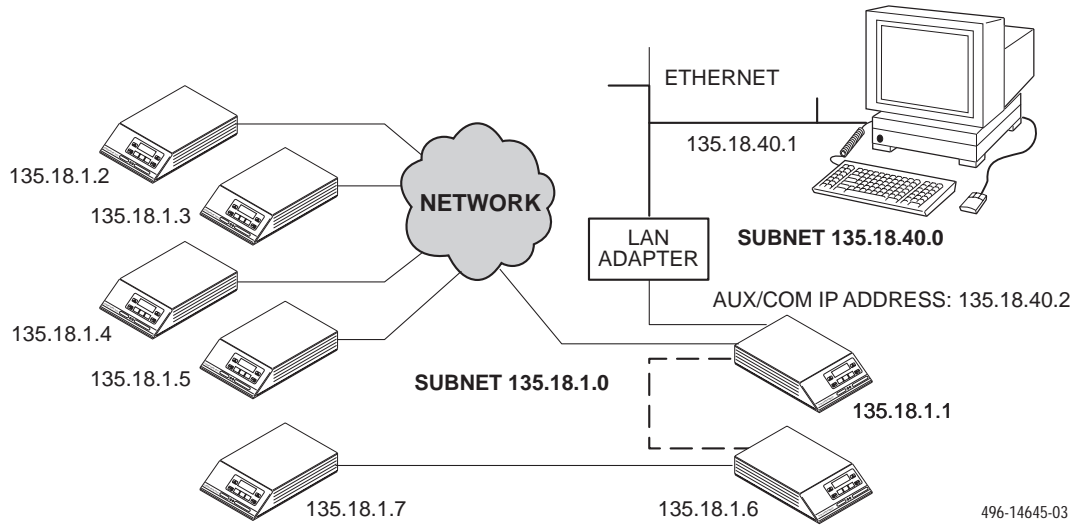 ETHERNET
135.18.40.1
135.18.1.2
135.18.1.3
NETWORK
LAN
ADAPTER
SUBNET 135.18.40.0
AUX/COM IP ADDRESS: 135.18.40.2
135.18.1.4
135.18.1.5
SUBNET 135.18.1.0
135.18.1.1
135.18.1.7
135.18.1.6
496-14645-03